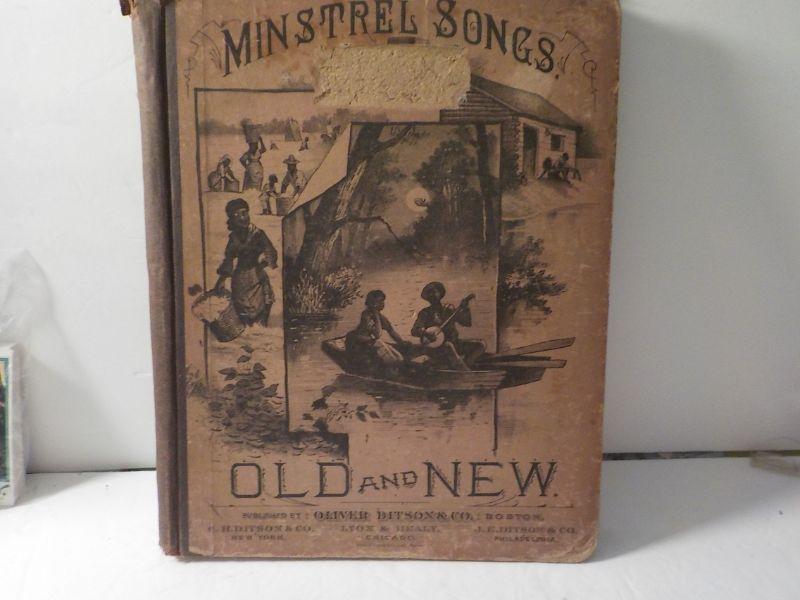 MINSTREL SONGS.
OLD AND NEW.
PUBLISHED BY: OLIVER DITSON & CO. : BOSTON,
C. H. DITSON & CO. LYON & HEALY, J. E. DITSON & CO.
NEW YORK. CHICAGO. PHILADELPHIA.